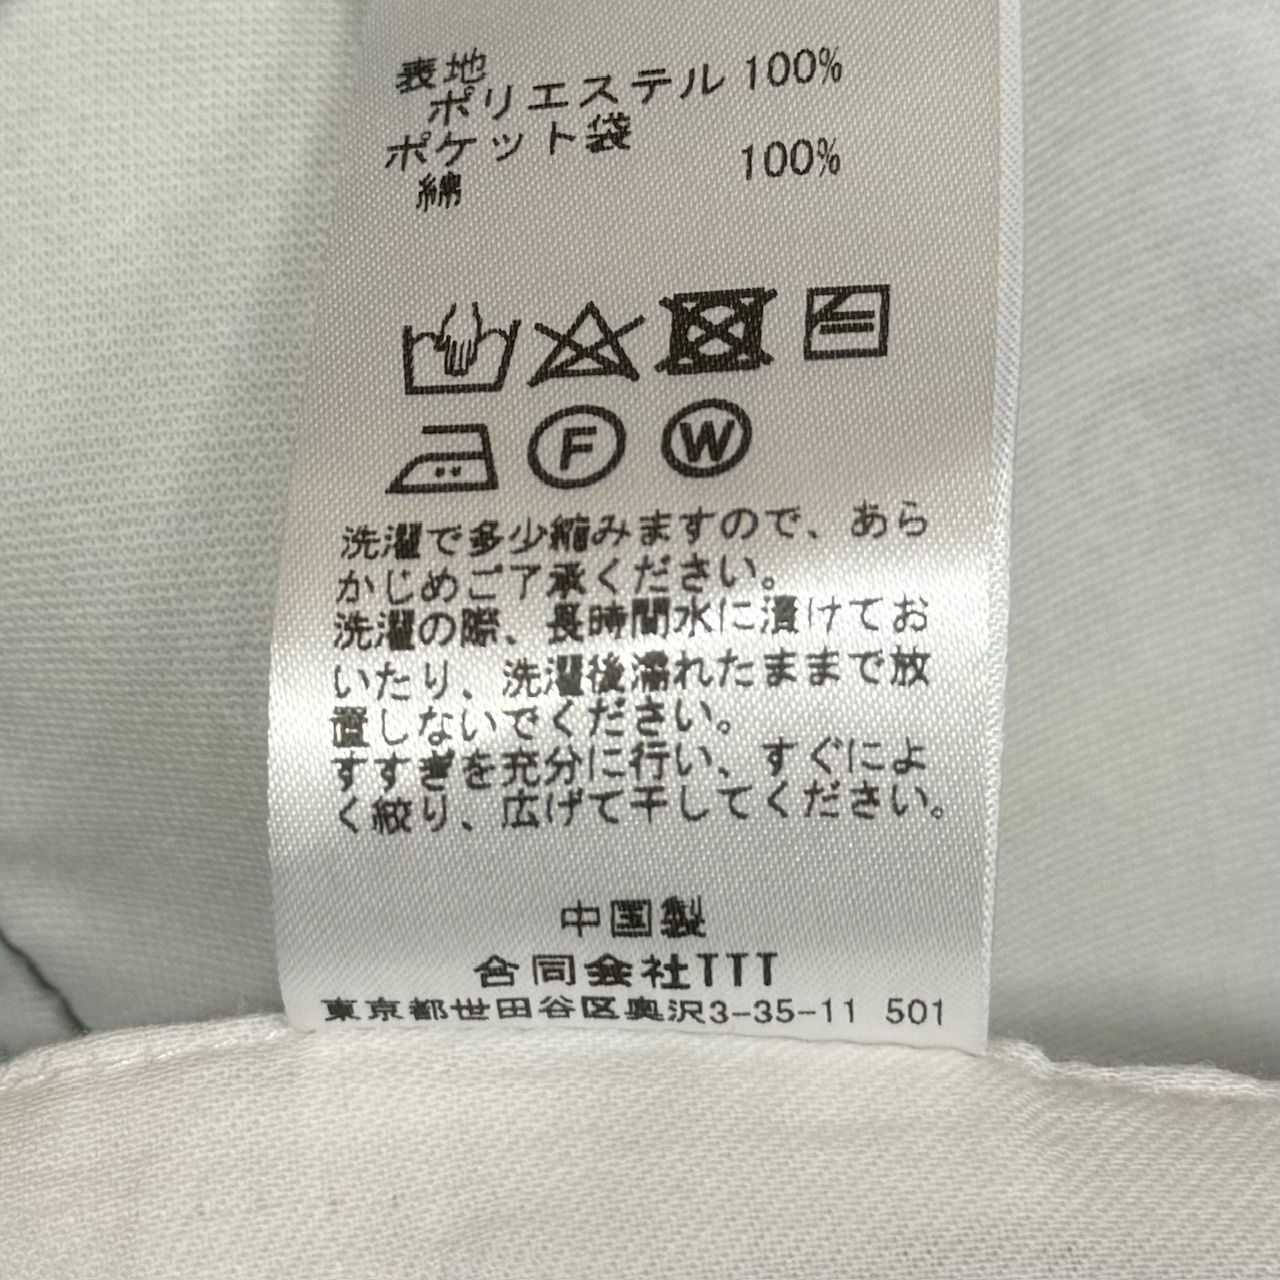 表地
ポリエステル 100%
ポケット袋
綿 100%
F W
洗濯で多少縮みますので、あら
かじめご了承ください。
洗濯の際、長時間水に漬けてお
いたり、洗濯後濡れたままで放
置しないでください。
すすぎを充分に行い、すぐによ
く絞り、広げて干してください。
中国製
合同会社TTT
東京都世田谷区奥沢3-35-11 501